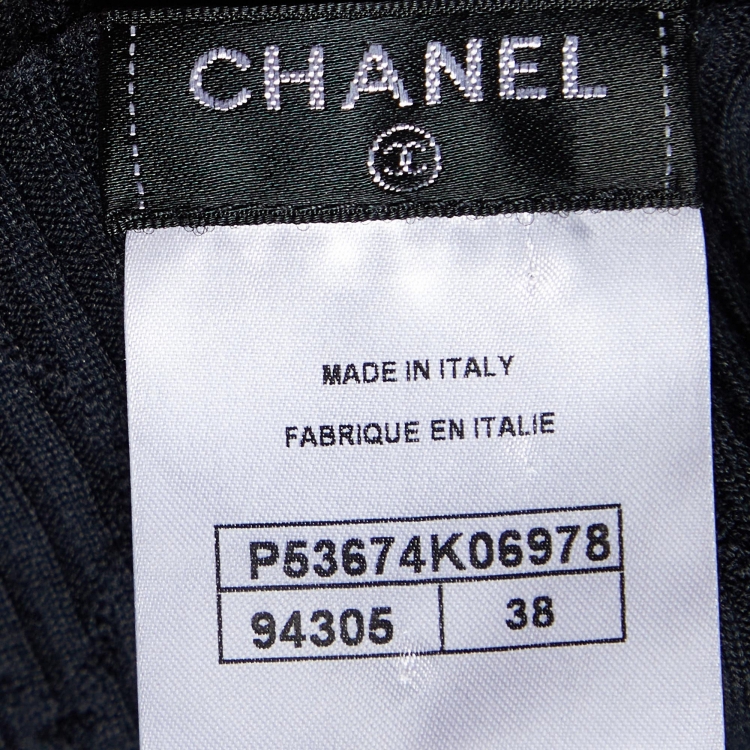 CHANEL
MADE IN ITALY
FABRIQUE EN ITALIE
P53674K06978
94305 38